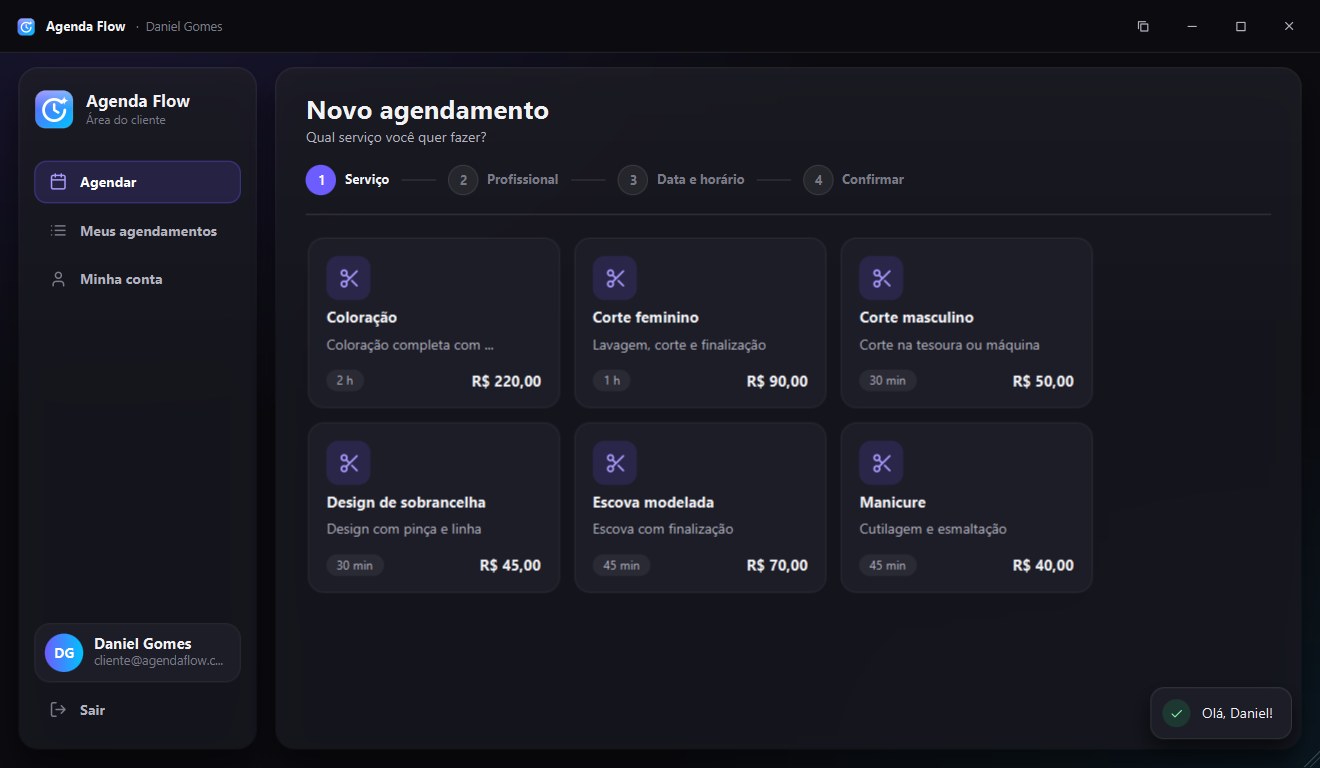 Agenda Flow · Daniel Gomes
Agenda Flow
Área do cliente
Agendar
Meus agendamentos
Minha conta
Daniel Gomes
cliente@agendaflow.c...
DG
Sair
Novo agendamento
Qual serviço você quer fazer?
1 Serviço
2 Profissional
3 Data e horário
4 Confirmar
Coloração
Coloração completa com ...
2 h R$ 220,00
Corte feminino
Lavagem, corte e finalização
1 h R$ 90,00
Corte masculino
Corte na tesoura ou máquina
30 min R$ 50,00
Design de sobrancelha
Design com pinça e linha
30 min R$ 45,00
Escova modelada
Escova com finalização
45 min R$ 70,00
Manicure
Cutilagem e esmaltação
45 min R$ 40,00
Olá, Daniel!